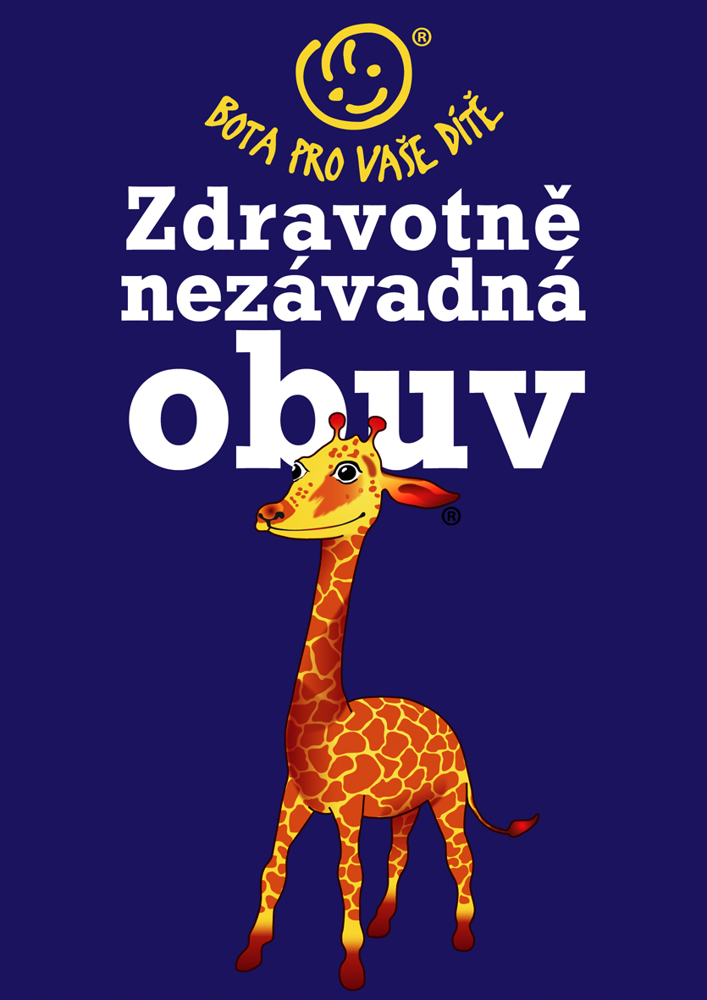 ®
BOTA PRO VAŠE DÍTĚ
Zdravotně
nezávadná
obuv
®